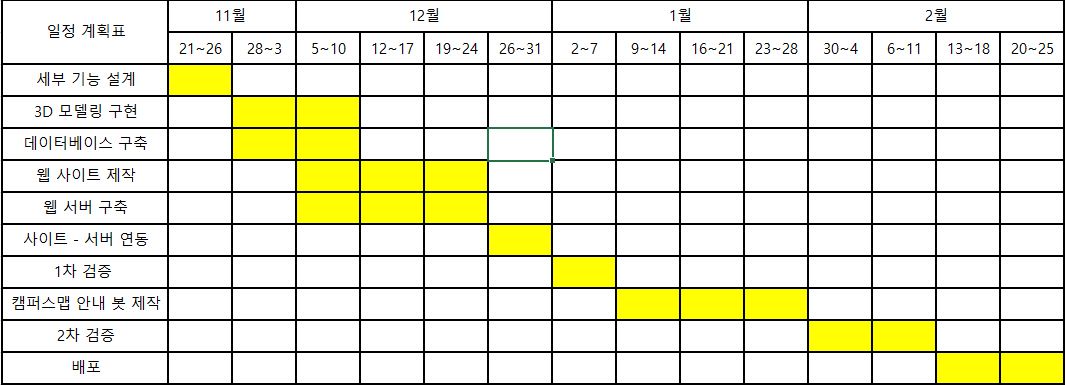 일정 계획표
11월 12월 1월 2월
21~26 28~3 5~10 12~17 19~24 26~31 2~7 9~14 16~21 23~28 30~4 6~11 13~18 20~25
세부 기능 설계
3D 모델링 구현
데이터베이스 구축
웹 사이트 제작
웹 서버 구축
사이트 - 서버 연동
1차 검증
캠퍼스맵 안내 봇 제작
2차 검증
배포